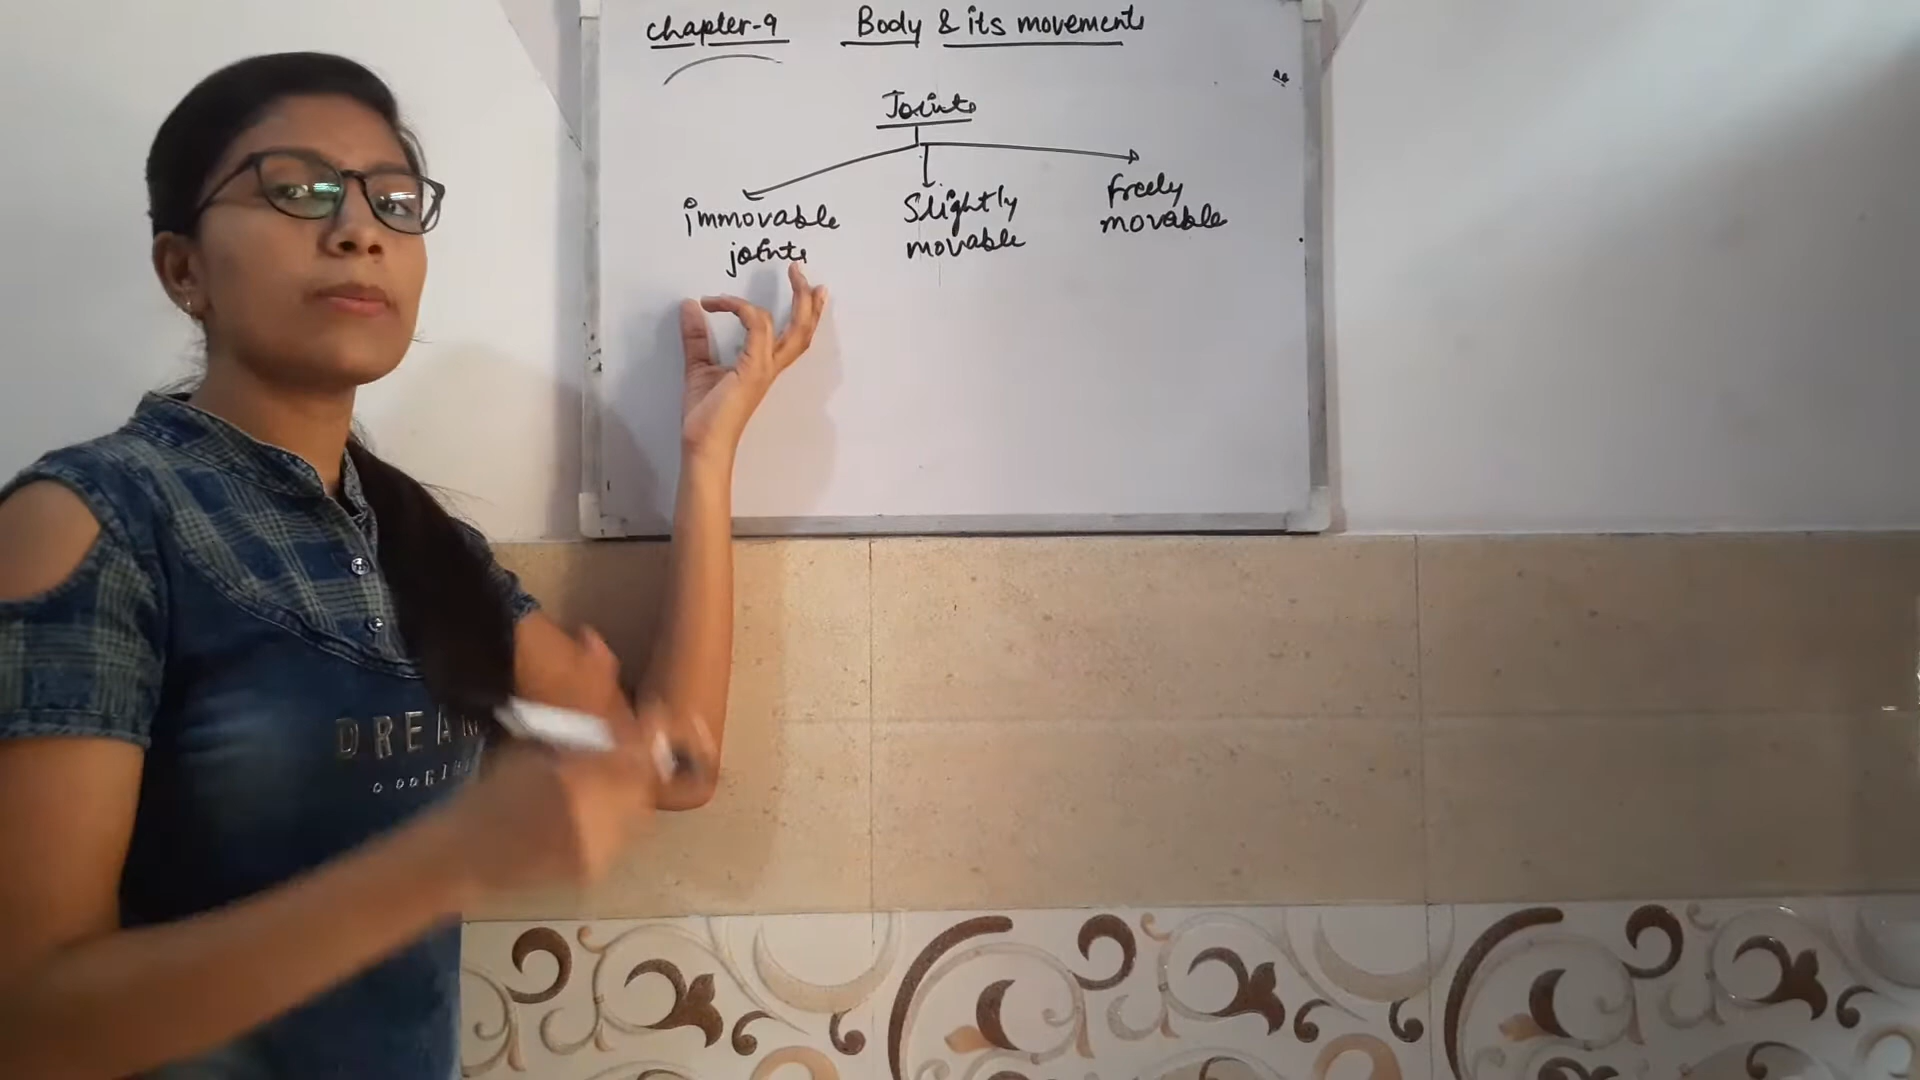 chapter-9 Body & its movements
Joints
immovable joints
Slightly movable
freely movable
DREAM